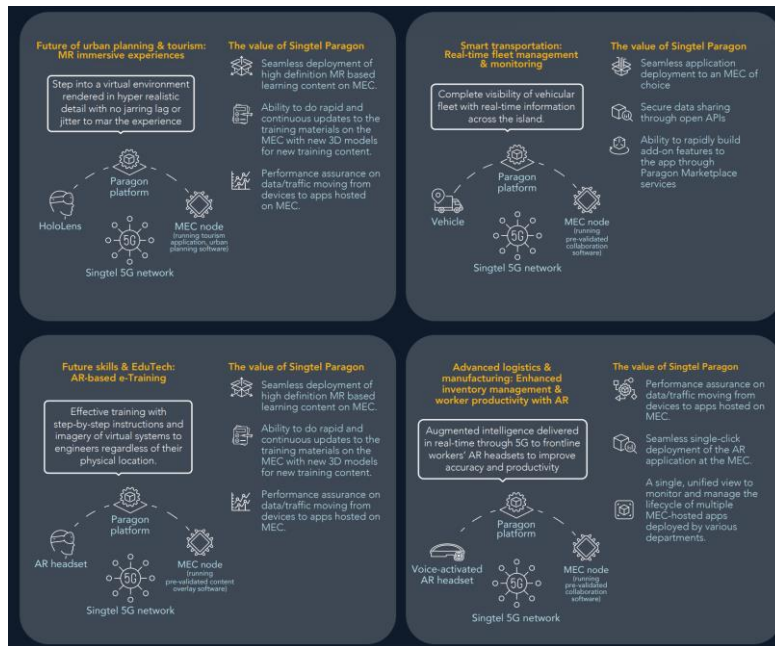 Future of urban planning & tourism:
MR immersive experiences
Step into a virtual environment
rendered in hyper realistic
detail with no jarring lag or
jitter to mar the experience
Paragon
platform
HoloLens
MEC node
(running tourism
application, urban
planning software)
5G
Singtel 5G network
The value of Singtel Paragon
Seamless deployment of
high definition MR based
learning content on MEC.
Ability to do rapid and
continuous updates to the
training materials on the
MEC with new 3D models
for new training content.
Performance assurance on
data/traffic moving from
devices to apps hosted
on MEC.
Smart transportation:
Real-time fleet management
& monitoring
Complete visibility of vehicular
fleet with real-time information
across the island.
Paragon
platform
Vehicle
MEC node
(running
pre-validated
collaboration
software)
5G
Singtel 5G network
The value of Singtel Paragon
Seamless application
deployment to an MEC of
choice
Secure data sharing
through open APIs
Ability to rapidly build
add-on features to
the app through
Paragon Marketplace
services
Future skills & EduTech:
AR-based e-Training
Effective training with
step-by-step instructions and
imagery of virtual systems to
engineers regardless of their
physical location.
Paragon
platform
AR headset
MEC node
(running
pre-validated content
overlay software)
5G
Singtel 5G network
The value of Singtel Paragon
Seamless deployment of
high definition MR based
learning content on MEC.
Ability to do rapid and
continuous updates to the
training materials on the
MEC with new 3D models
for new training content.
Performance assurance on
data/traffic moving from
devices to apps hosted on
MEC.
Advanced logistics &
manufacturing: Enhanced
inventory management &
worker productivity with AR
Augmented intelligence delivered
in real-time through 5G to frontline
workers' AR headsets to improve
accuracy and productivity
Paragon
platform
Voice-activated
AR headset
MEC node
(running
pre-validated
collaboration
software)
5G
Singtel 5G network
The value of Singtel Paragon
Performance assurance on
data/traffic moving from
devices to apps hosted on
MEC.
Seamless single-click
deployment of the AR
application at the MEC.
A single, unified view to
monitor and manage the
lifecycle of multiple
MEC-hosted apps
deployed by various
departments.